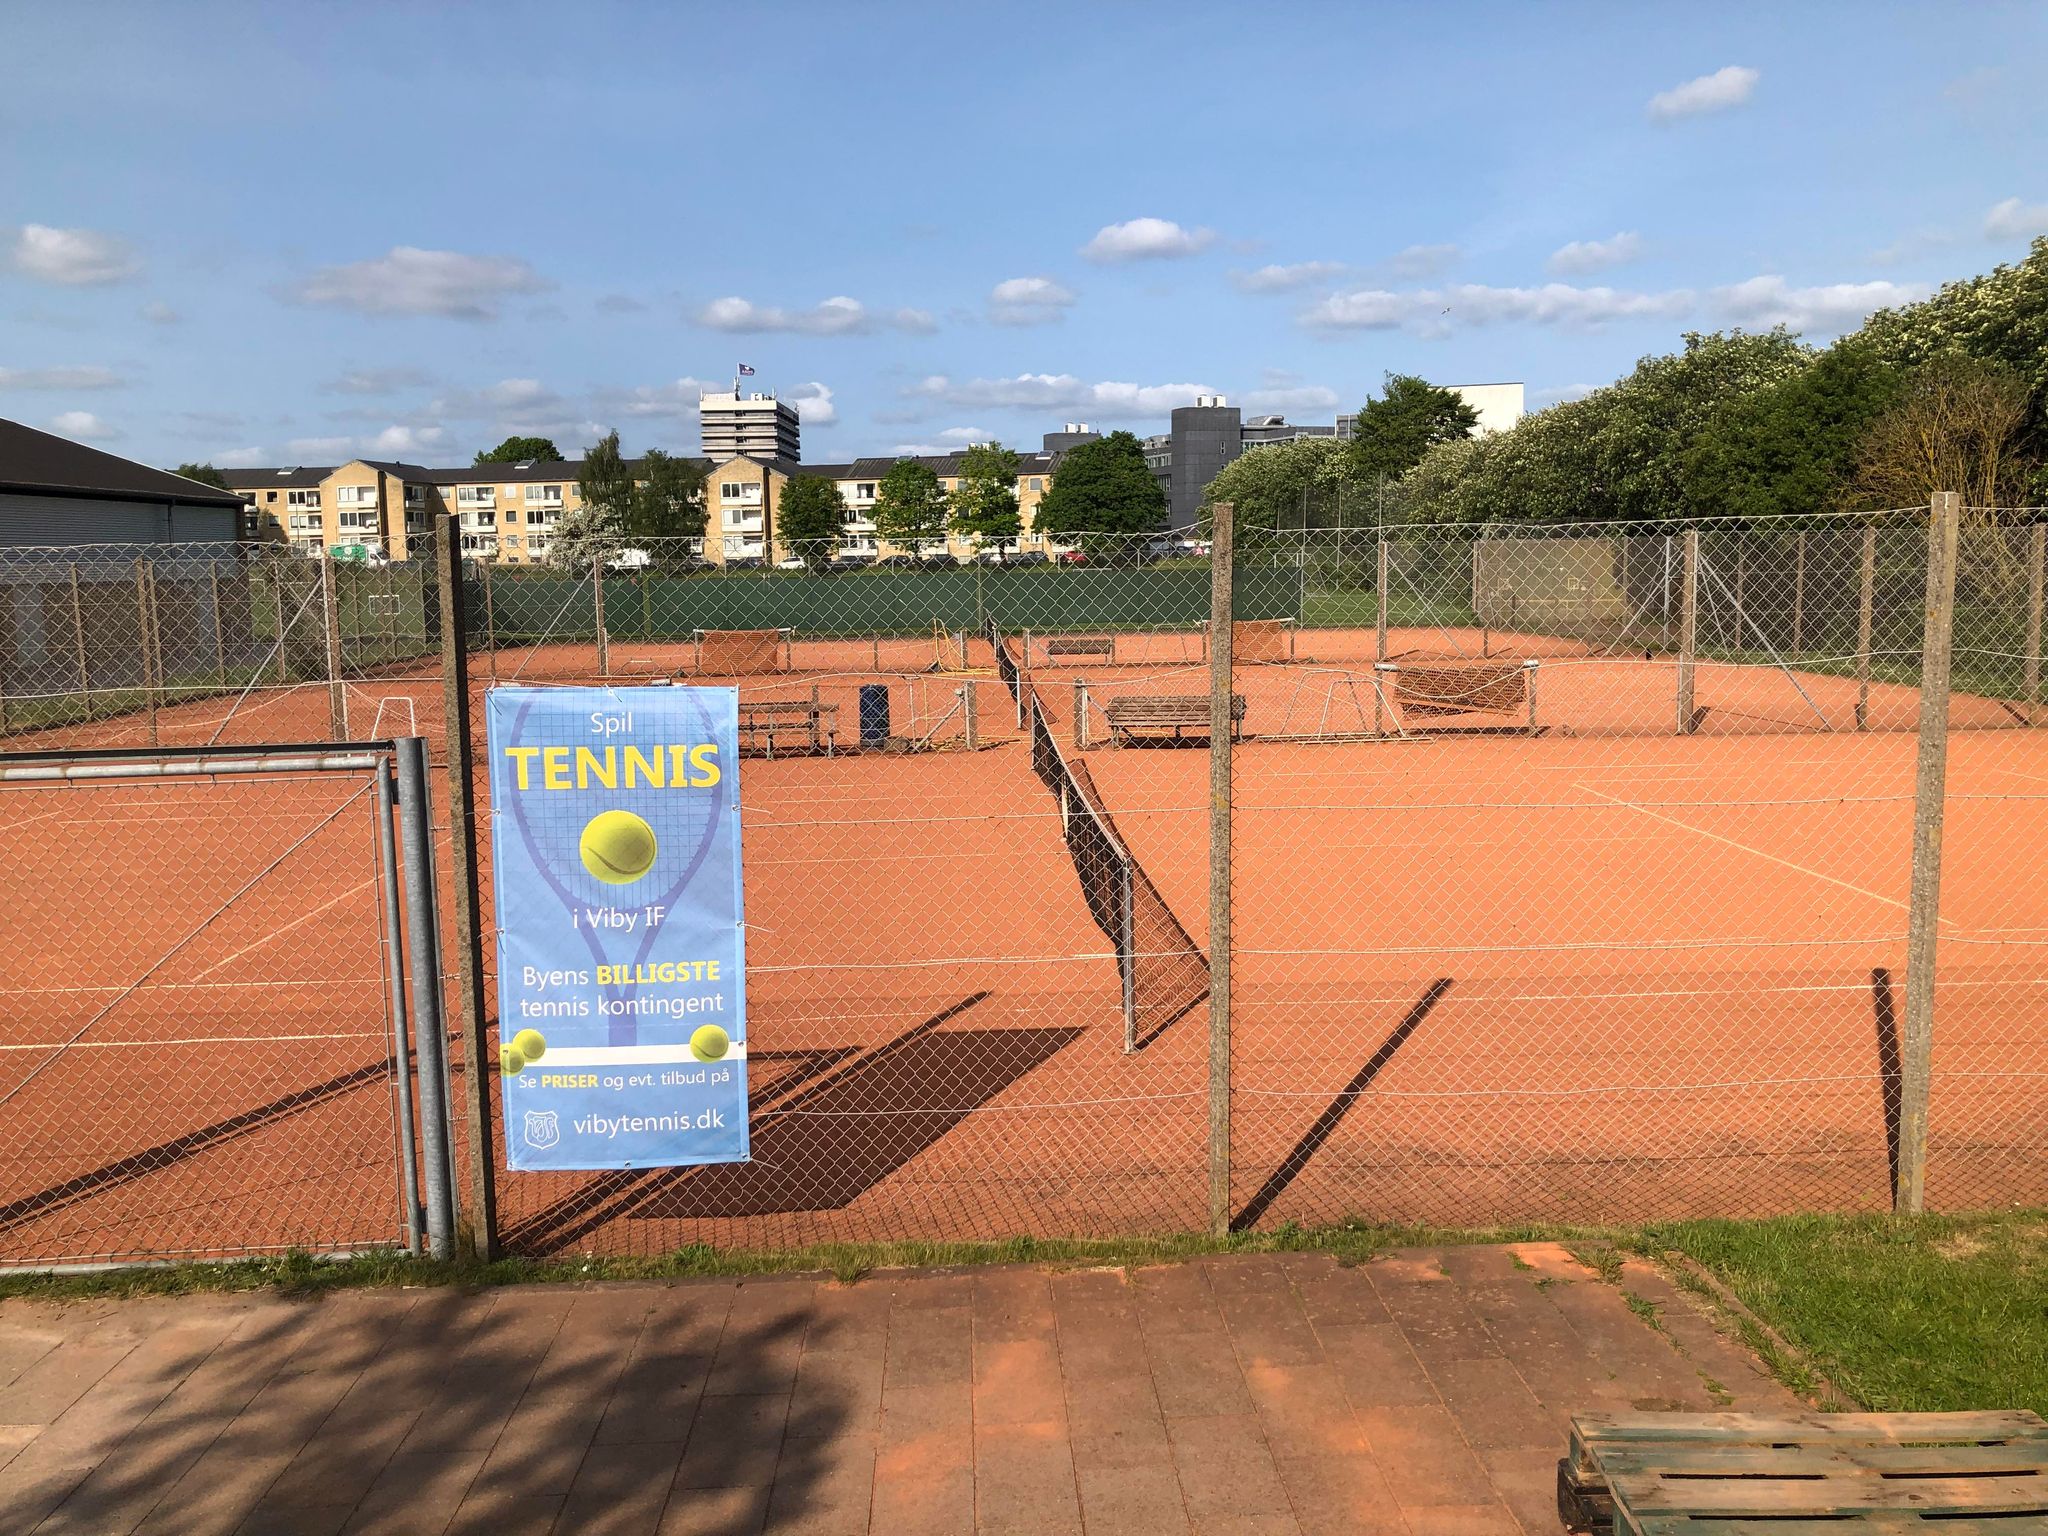 Spil
TENNIS
i Viby IF
Byens BILLIGSTE
tennis kontingent
Se PRISER og evt. tilbud på
vibytennis.dk